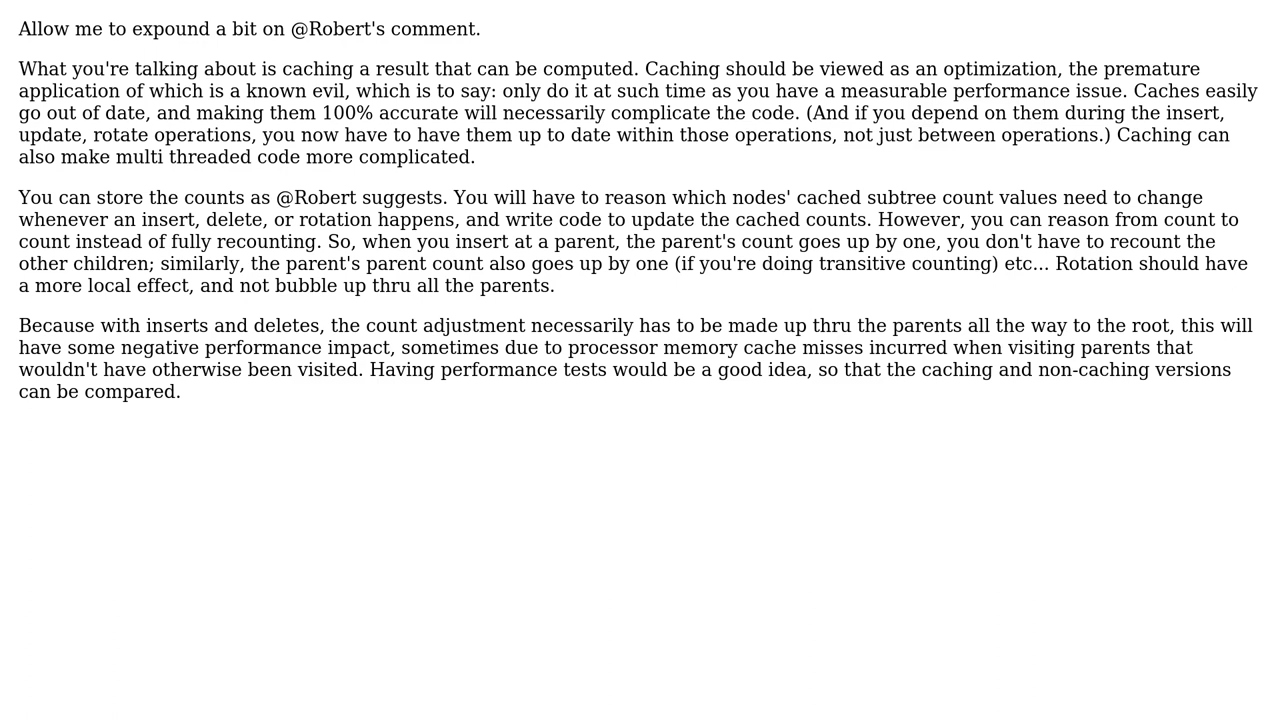 Allow me to expound a bit on @Robert's comment.
What you're talking about is caching a result that can be computed. Caching should be viewed as an optimization, the premature
application of which is a known evil, which is to say: only do it at such time as you have a measurable performance issue. Caches easily
go out of date, and making them 100% accurate will necessarily complicate the code. (And if you depend on them during the insert,
update, rotate operations, you now have to have them up to date within those operations, not just between operations.) Caching can
also make multi threaded code more complicated.
You can store the counts as @Robert suggests. You will have to reason which nodes' cached subtree count values need to change
whenever an insert, delete, or rotation happens, and write code to update the cached counts. However, you can reason from count to
count instead of fully recounting. So, when you insert at a parent, the parent's count goes up by one, you don't have to recount the
other children; similarly, the parent's parent count also goes up by one (if you're doing transitive counting) etc... Rotation should have
a more local effect, and not bubble up thru all the parents.
Because with inserts and deletes, the count adjustment necessarily has to be made up thru the parents all the way to the root, this will
have some negative performance impact, sometimes due to processor memory cache misses incurred when visiting parents that
wouldn't have otherwise been visited. Having performance tests would be a good idea, so that the caching and non-caching versions
can be compared.